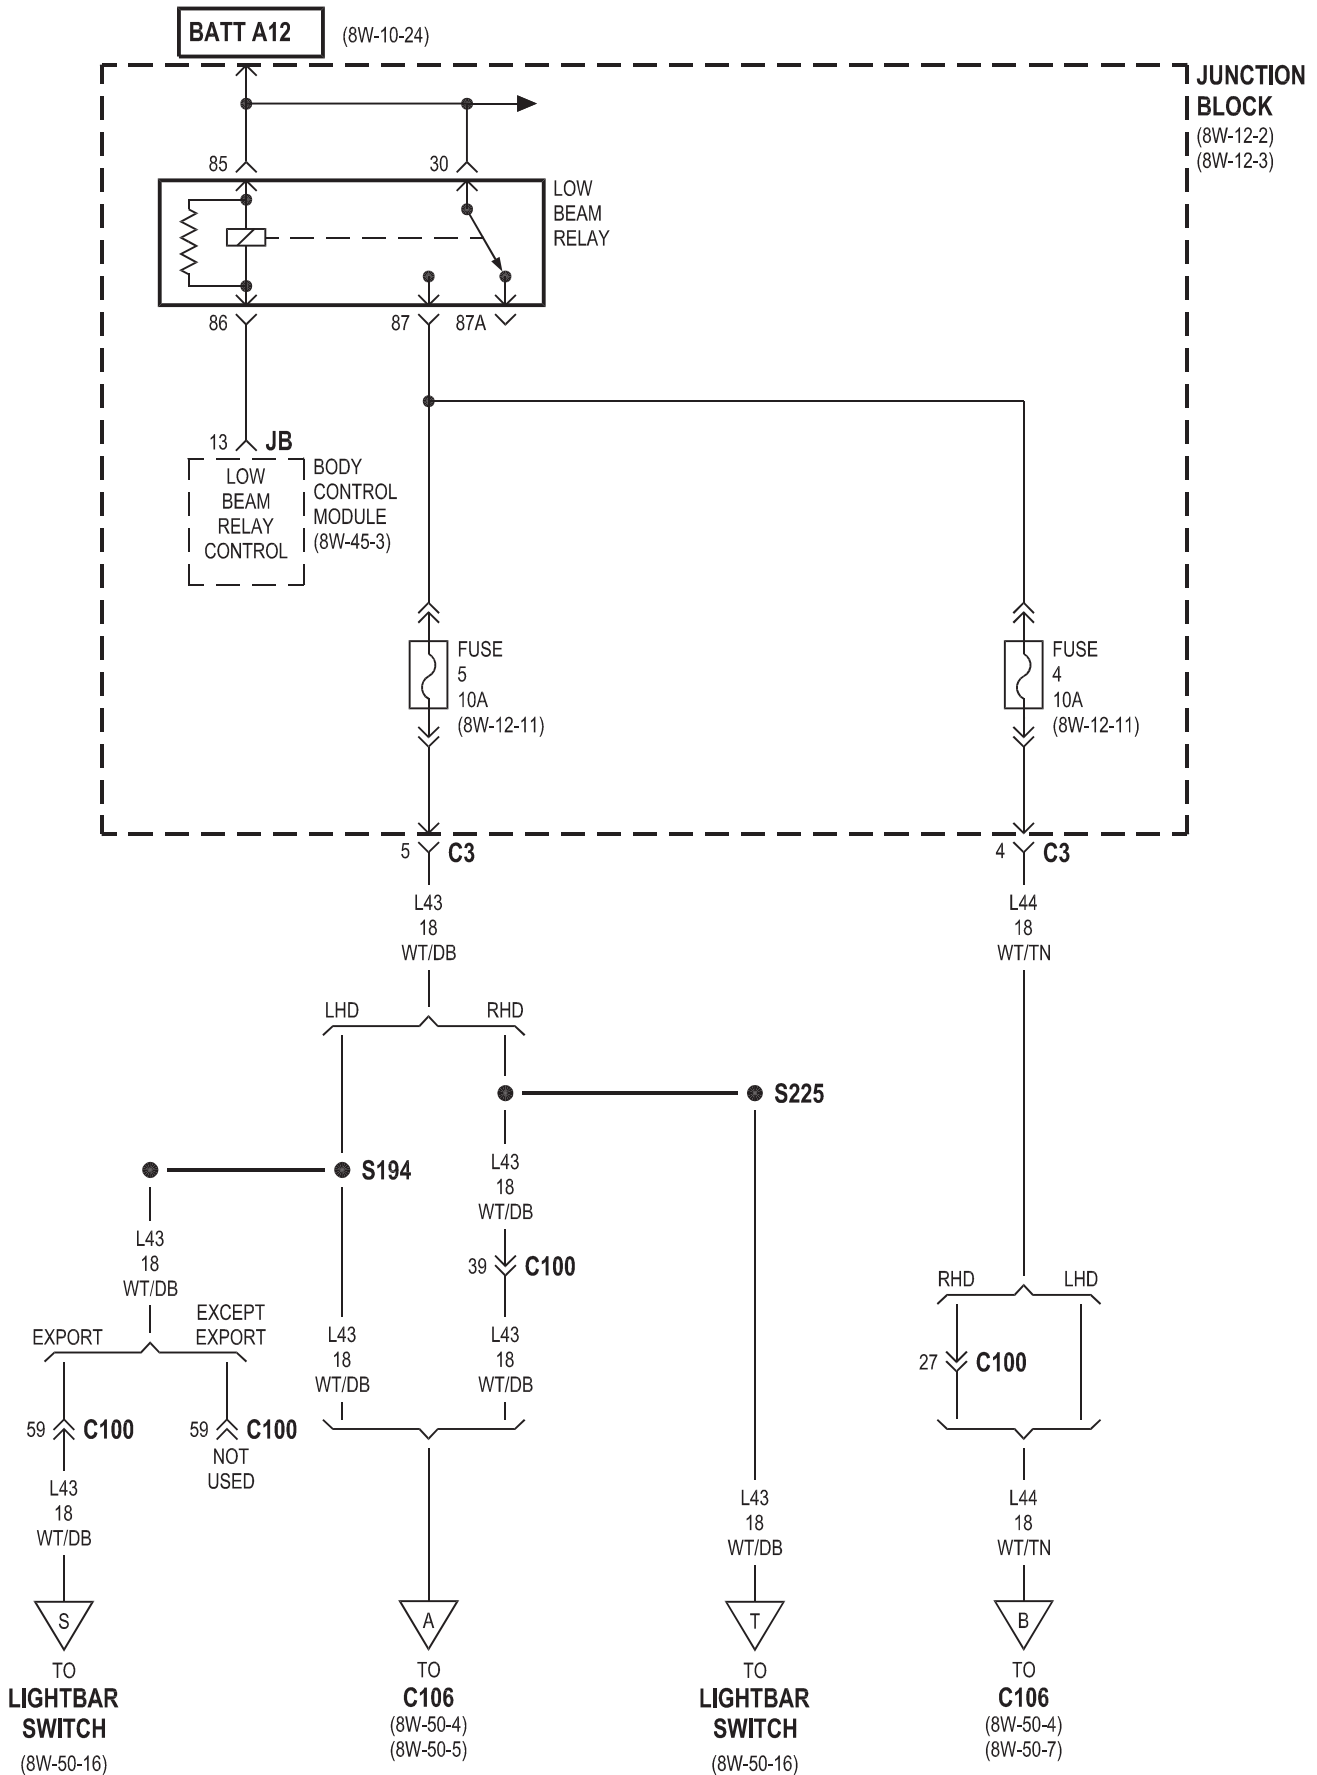 BATT A12
(8W-10-24)
JUNCTION
BLOCK
(8W-12-2)
(8W-12-3)
85
30
LOW
BEAM
RELAY
86
87
87A
13
JB
LOW
BEAM
RELAY
CONTROL
BODY
CONTROL
MODULE
(8W-45-3)
FUSE
5
10A
(8W-12-11)
FUSE
4
10A
(8W-12-11)
5
C3
4
C3
L43
18
WT/DB
L44
18
WT/TN
LHD
RHD
S225
S194
L43
18
WT/DB
L43
18
WT/DB
39
C100
RHD
LHD
EXPORT
EXCEPT
EXPORT
L43
18
WT/DB
L43
18
WT/DB
27
C100
59
C100
59
C100
NOT
USED
L43
18
WT/DB
L43
18
WT/DB
L44
18
WT/TN
S
A
T
B
TO
LIGHTBAR
SWITCH
(8W-50-16)
TO
C106
(8W-50-4)
(8W-50-5)
TO
LIGHTBAR
SWITCH
(8W-50-16)
TO
C106
(8W-50-4)
(8W-50-7)